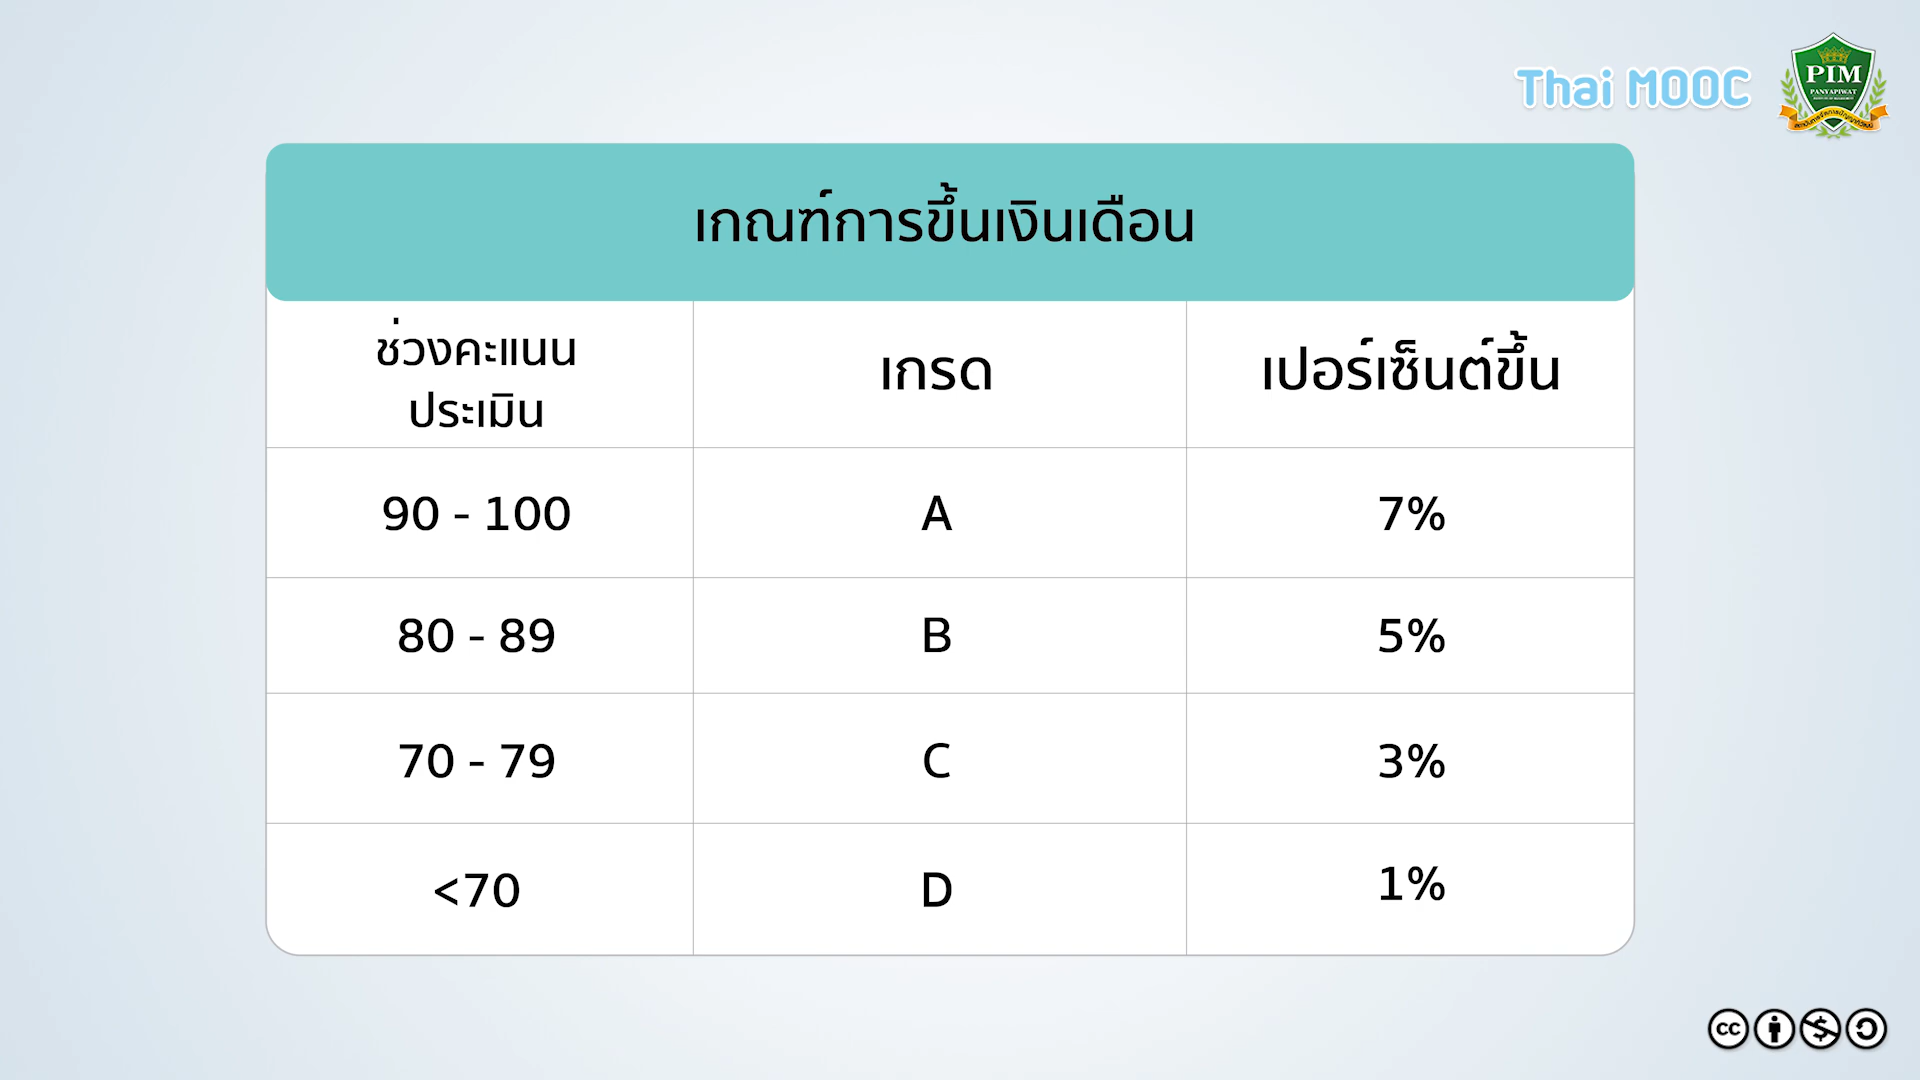 Thai MOOC
PIM
PANYAPIWAT
เกณฑ์การขึ้นเงินเดือน
ช่วงคะแนน
ประเมิน
เกรด
เปอร์เซ็นต์ขึ้น
90 - 100
A
7%
80 - 89
B
5%
70 - 79
C
3%
<70
D
1%
cc